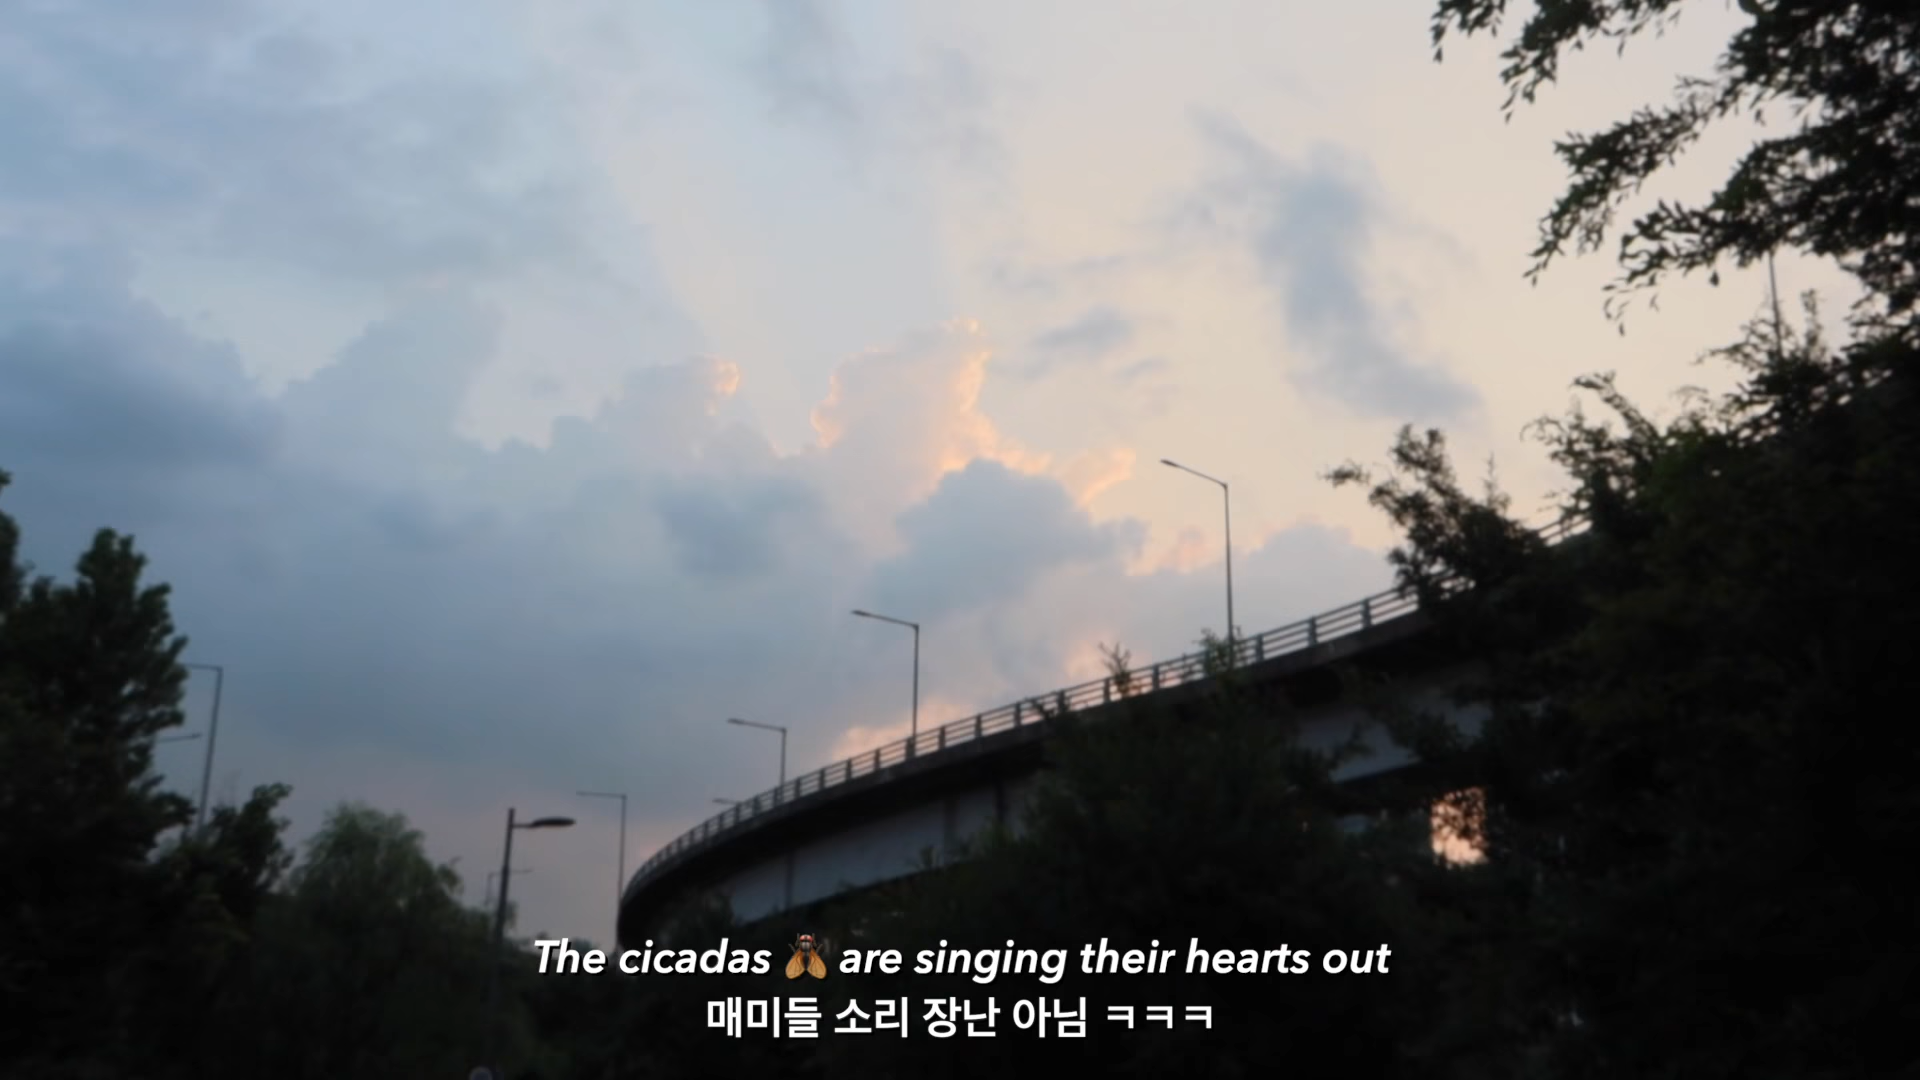 The cicadas 🪰 are singing their hearts out
매미들 소리 장난 아님 ㅋㅋㅋ